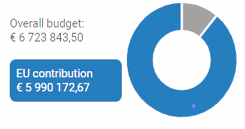 Overall budget:
€ 6 723 843,50
EU contribution
€ 5 990 172,67